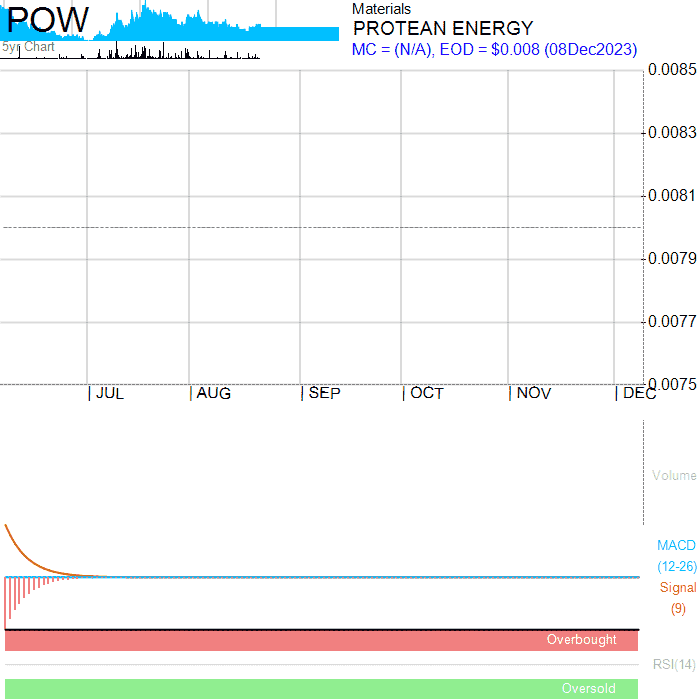 POW
5yr Chart
Materials
PROTEAN ENERGY
MC = (N/A), EOD = $0.008 (08Dec2023)
0.0085
0.0083
0.0081
0.0079
0.0077
0.0075
JUL
AUG
SEP
OCT
NOV
DEC
Volume
MACD
(12-26)
Signal
(9)
Overbought
RSI(14)
Oversold